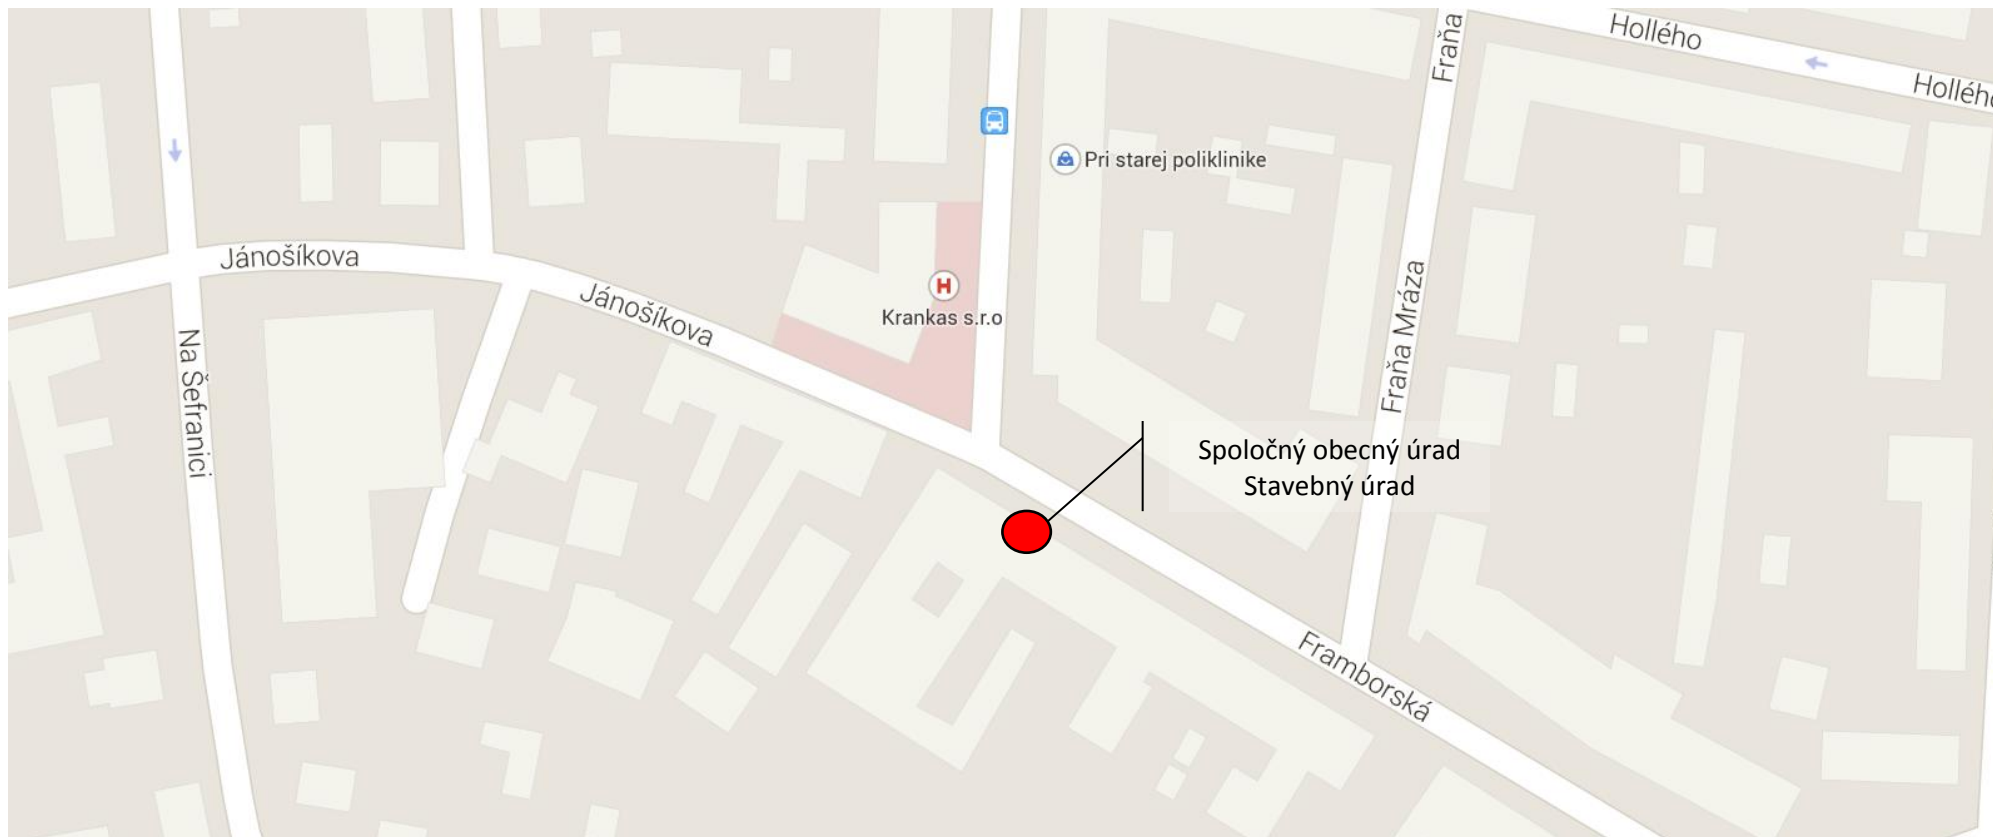 Hollého
Hollého
Fraňa
Pri starej poliklinike
Jánošíkova
Jánošíkova
H
Krankas s.r.o
Na Šefranici
Fraňa Mráza
Spoločný obecný úrad
Stavebný úrad
Framborská